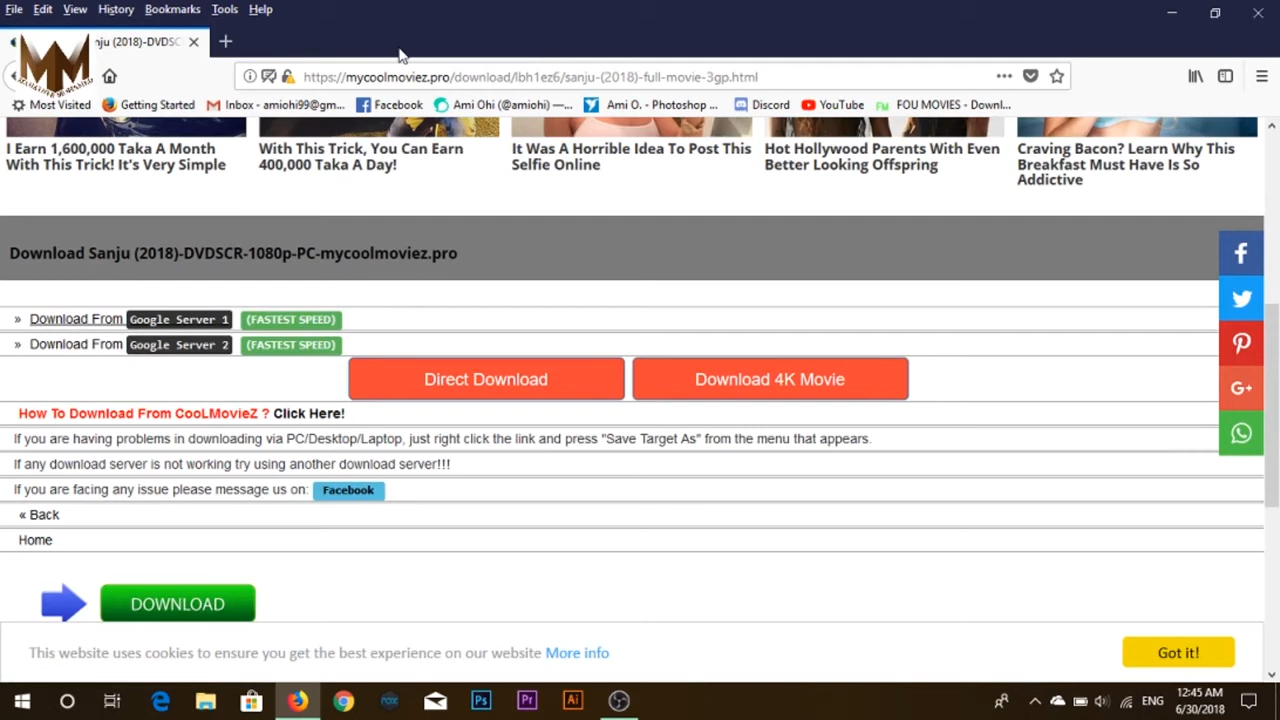 File Edit View History Bookmarks Tools Help
nju (2018)-DVDSC
https://mycoolmoviez.pro/download/lbh1ez6/sanju-(2018)-full-movie-3gp.html
Most Visited Getting Started Inbox - amiohi99@gm... Facebook Ami Ohi (@amiohi) —... Ami O. - Photoshop ... Discord YouTube FM FOU MOVIES - Downl...
I Earn 1,600,000 Taka A Month
With This Trick! It's Very Simple
With This Trick, You Can Earn
400,000 Taka A Day!
It Was A Horrible Idea To Post This
Selfie Online
Hot Hollywood Parents With Even
Better Looking Offspring
Craving Bacon? Learn Why This
Breakfast Must Have Is So
Addictive
Download Sanju (2018)-DVDSCR-1080p-PC-mycoolmoviez.pro
» Download From Google Server 1 (FASTEST SPEED)
» Download From Google Server 2 (FASTEST SPEED)
Direct Download Download 4K Movie
How To Download From CooLMovieZ ? Click Here!
If you are having problems in downloading via PC/Desktop/Laptop, just right click the link and press "Save Target As" from the menu that appears.
If any download server is not working try using another download server!!!
If you are facing any issue please message us on: Facebook
« Back
Home
DOWNLOAD
This website uses cookies to ensure you get the best experience on our website More info
Got it!
Ps Pr Ai
ENG
12:45 AM
6/30/2018